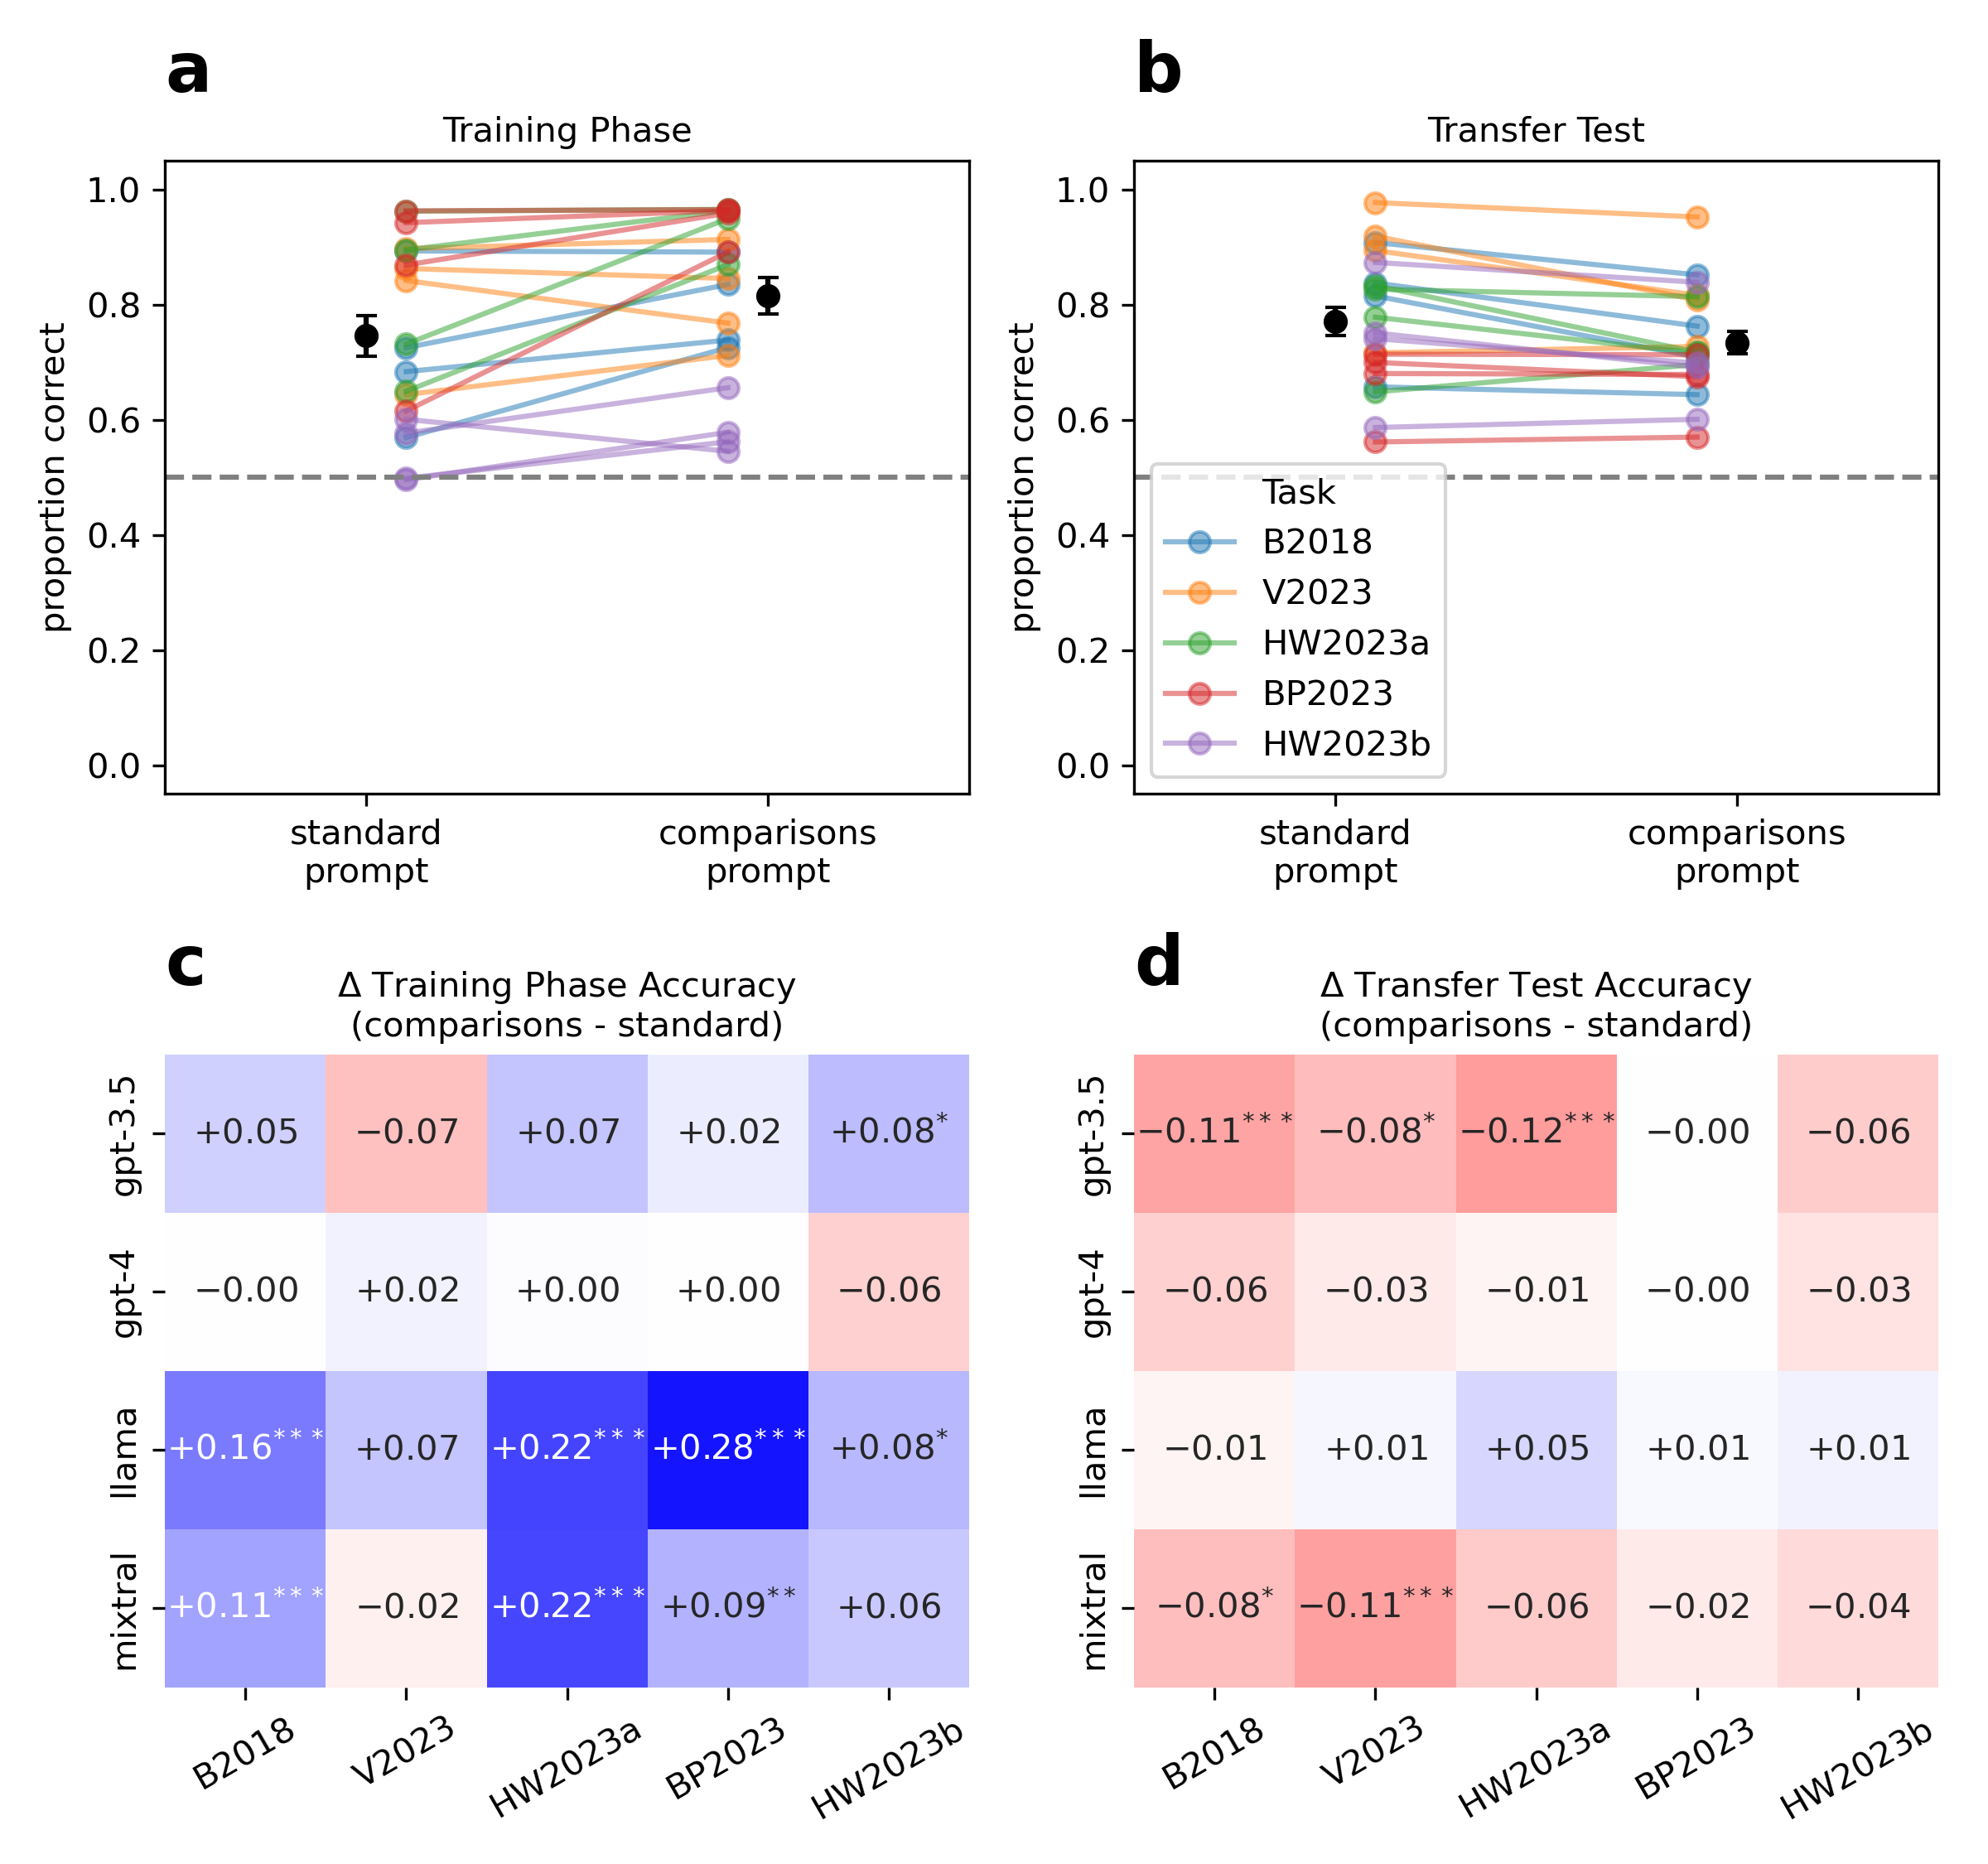 a
Training Phase
1.0
0.8
0.6
0.4
0.2
0.0
proportion correct
standard
prompt
comparisons
prompt
b
Transfer Test
1.0
0.8
0.6
0.4
0.2
0.0
proportion correct
Task
B2018
V2023
HW2023a
BP2023
HW2023b
standard
prompt
comparisons
prompt
c
Δ Training Phase Accuracy
(comparisons - standard)
gpt-3.5
+0.05 −0.07 +0.07 +0.02 +0.08*
gpt-4
−0.00 +0.02 +0.00 +0.00 −0.06
llama
+0.16*** +0.07 +0.22*** +0.28*** +0.08*
mixtral
+0.11*** −0.02 +0.22*** +0.09** +0.06
B2018 V2023 HW2023a BP2023 HW2023b
d
Δ Transfer Test Accuracy
(comparisons - standard)
gpt-3.5
−0.11*** −0.08* −0.12*** −0.00 −0.06
gpt-4
−0.06 −0.03 −0.01 −0.00 −0.03
llama
−0.01 +0.01 +0.05 +0.01 +0.01
mixtral
−0.08* −0.11*** −0.06 −0.02 −0.04
B2018 V2023 HW2023a BP2023 HW2023b